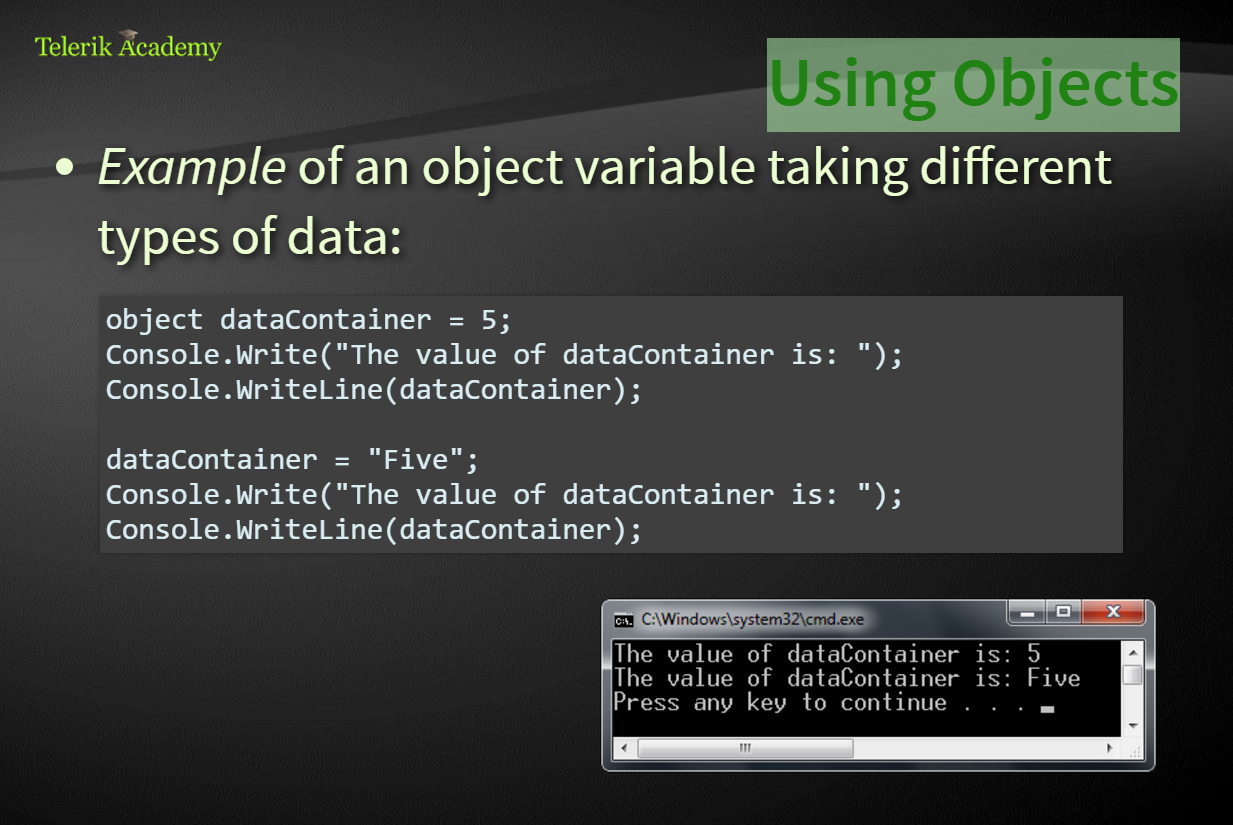 Telerik Academy
Using Objects
• Example of an object variable taking different
types of data:
object dataContainer = 5;
Console.Write("The value of dataContainer is: ");
Console.WriteLine(dataContainer);
dataContainer = "Five";
Console.Write("The value of dataContainer is: ");
Console.WriteLine(dataContainer);
C:\Windows\system32\cmd.exe
The value of dataContainer is: 5
The value of dataContainer is: Five
Press any key to continue . . . _